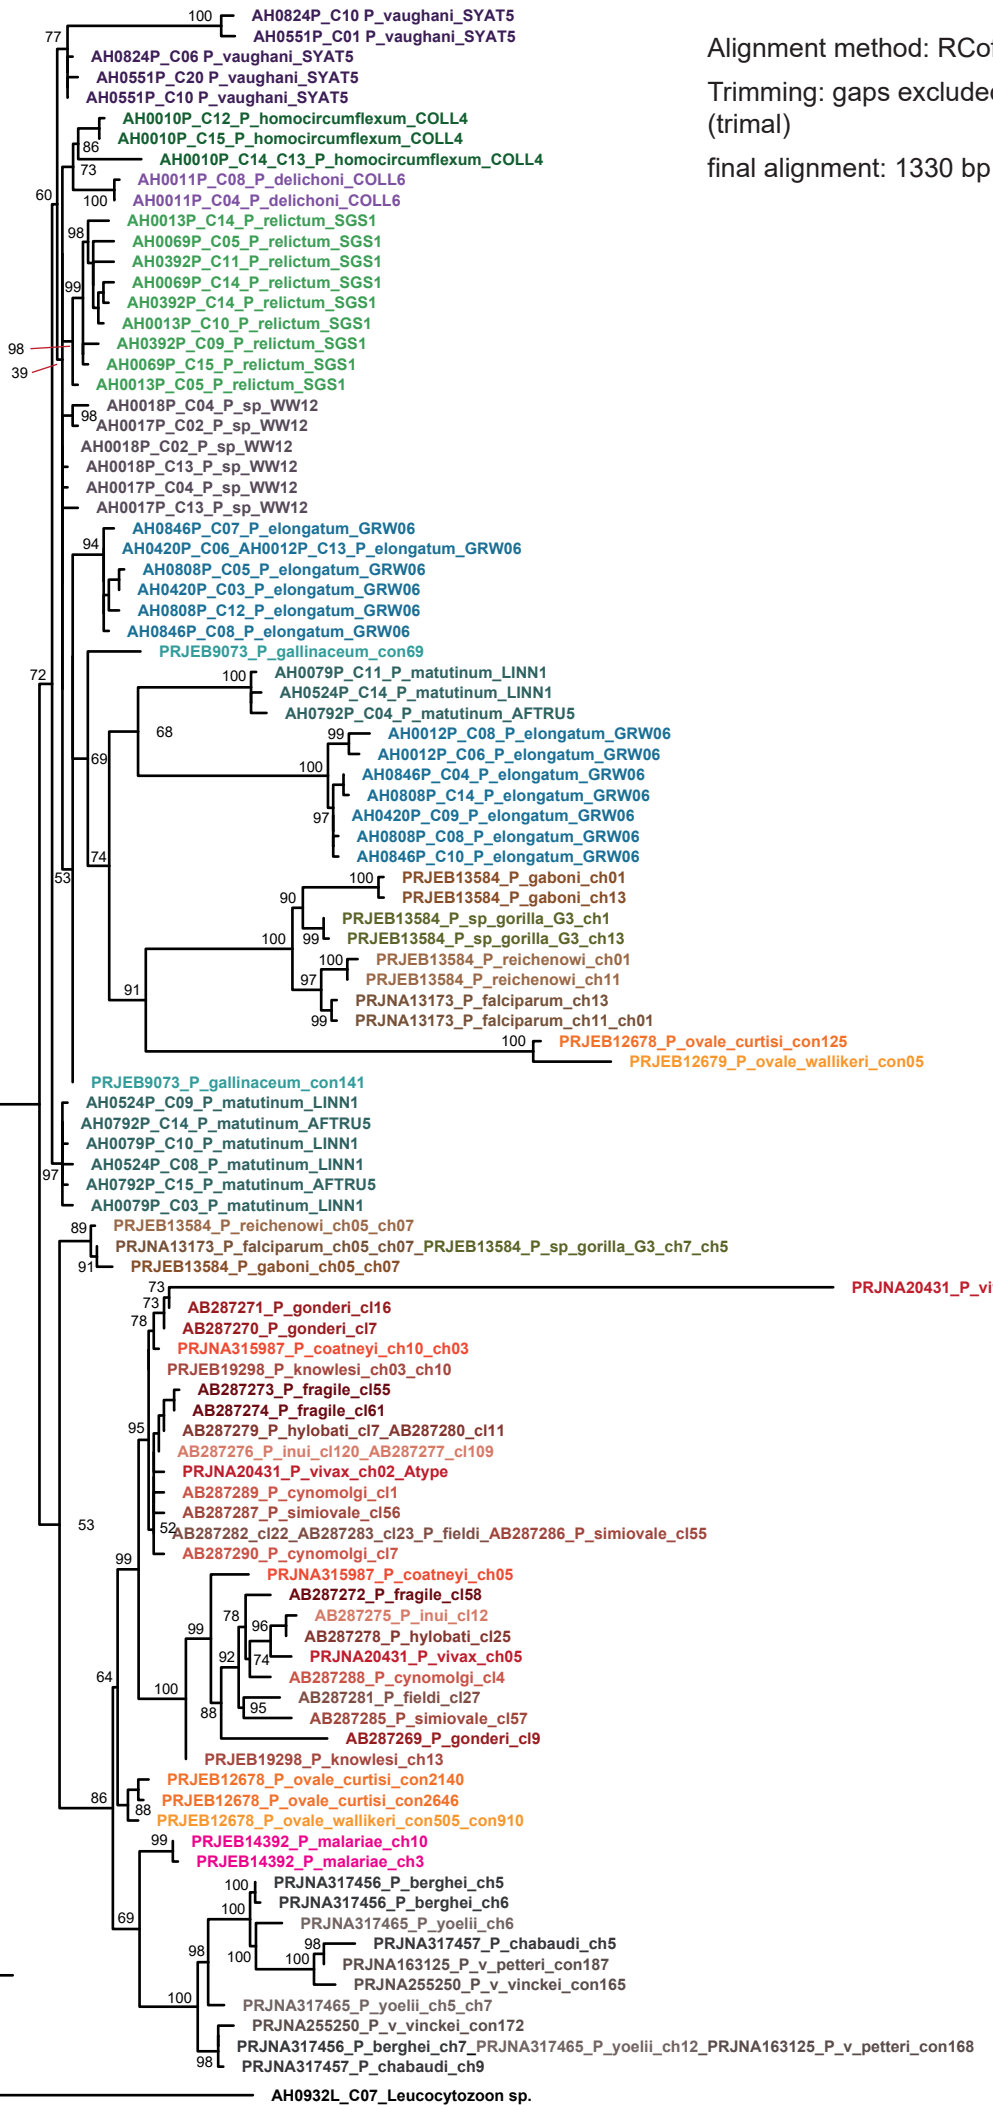 Alignment method: RCof
Trimming: gaps excluded
(trimal)
final alignment: 1330 bp
100
AH0824P_C10 P_vaughani_SYAT5
77
AH0551P_C01 P_vaughani_SYAT5
AH0824P_C06 P_vaughani_SYAT5
AH0551P_C20 P_vaughani_SYAT5
AH0551P_C10 P_vaughani_SYAT5
AH0010P_C12_P_homocircumflexum_COLL4
AH0010P_C15_P_homocircumflexum_COLL4
86
AH0010P_C14_C13_P_homocircumflexum_COLL4
73
AH0011P_C08_P_delichoni_COLL6
60
100
AH0011P_C04_P_delichoni_COLL6
AH0013P_C14_P_relictum_SGS1
98
AH0069P_C05_P_relictum_SGS1
AH0392P_C11_P_relictum_SGS1
AH0069P_C14_P_relictum_SGS1
99
AH0392P_C14_P_relictum_SGS1
AH0013P_C10_P_relictum_SGS1
AH0392P_C09_P_relictum_SGS1
98
AH0069P_C15_P_relictum_SGS1
39
AH0013P_C05_P_relictum_SGS1
AH0018P_C04_P_sp_WW12
98
AH0017P_C02_P_sp_WW12
AH0018P_C02_P_sp_WW12
AH0018P_C13_P_sp_WW12
AH0017P_C04_P_sp_WW12
AH0017P_C13_P_sp_WW12
AH0846P_C07_P_elongatum_GRW06
94
AH0420P_C06_AH0012P_C13_P_elongatum_GRW06
AH0808P_C05_P_elongatum_GRW06
AH0420P_C03_P_elongatum_GRW06
AH0808P_C12_P_elongatum_GRW06
AH0846P_C08_P_elongatum_GRW06
PRJEB9073_P_gallinaceum_con69
72
100
AH0079P_C11_P_matutinum_LINN1
AH0524P_C14_P_matutinum_LINN1
AH0792P_C04_P_matutinum_AFTRU5
68
99
AH0012P_C08_P_elongatum_GRW06
AH0012P_C06_P_elongatum_GRW06
69
100
AH0846P_C04_P_elongatum_GRW06
AH0808P_C14_P_elongatum_GRW06
97
AH0420P_C09_P_elongatum_GRW06
AH0808P_C08_P_elongatum_GRW06
74
AH0846P_C10_P_elongatum_GRW06
53
100
PRJEB13584_P_gaboni_ch01
90
PRJEB13584_P_gaboni_ch13
PRJEB13584_P_sp_gorilla_G3_ch1
100
99
PRJEB13584_P_sp_gorilla_G3_ch13
100
PRJEB13584_P_reichenowi_ch01
97
PRJEB13584_P_reichenowi_ch11
91
PRJNA13173_P_falciparum_ch13
99
PRJNA13173_P_falciparum_ch11_ch01
100
PRJEB12678_P_ovale_curtisi_con125
PRJEB12679_P_ovale_wallikeri_con05
PRJEB9073_P_gallinaceum_con141
AH0524P_C09_P_matutinum_LINN1
AH0792P_C14_P_matutinum_AFTRU5
AH0079P_C10_P_matutinum_LINN1
AH0524P_C08_P_matutinum_LINN1
97
AH0792P_C15_P_matutinum_AFTRU5
AH0079P_C03_P_matutinum_LINN1
89
PRJEB13584_P_reichenowi_ch05_ch07
PRJNA13173_P_falciparum_ch05_ch07_PRJEB13584_P_sp_gorilla_G3_ch7_ch5
91
PRJEB13584_P_gaboni_ch05_ch07
73
PRJNA20431_P_vi
73
AB287271_P_gonderi_cl16
78
AB287270_P_gonderi_cl7
PRJNA315987_P_coatneyi_ch10_ch03
PRJEB19298_P_knowlesi_ch03_ch10
AB287273_P_fragile_cl55
AB287274_P_fragile_cl61
95
AB287279_P_hylobati_cl7_AB287280_cl11
AB287276_P_inui_cl120_AB287277_cl109
PRJNA20431_P_vivax_ch02_Atype
AB287289_P_cynomolgi_cl1
AB287287_P_simiovale_cl56
53
52
AB287282_cl22_AB287283_cl23_P_fieldi_AB287286_P_simiovale_cl55
AB287290_P_cynomolgi_cl7
99
PRJNA315987_P_coatneyi_ch05
AB287272_P_fragile_cl58
78
AB287275_P_inui_cl12
96
99
AB287278_P_hylobati_cl25
92
74
PRJNA20431_P_vivax_ch05
64
AB287288_P_cynomolgi_cl4
100
AB287281_P_fieldi_cl27
88
95
AB287285_P_simiovale_cl57
AB287269_P_gonderi_cl9
PRJEB19298_P_knowlesi_ch13
PRJEB12678_P_ovale_curtisi_con2140
86
PRJEB12678_P_ovale_curtisi_con2646
88
PRJEB12678_P_ovale_wallikeri_con505_con910
99
PRJEB14392_P_malariae_ch10
PRJEB14392_P_malariae_ch3
100
PRJNA317456_P_berghei_ch5
PRJNA317456_P_berghei_ch6
100
69
PRJNA317465_P_yoelii_ch6
98
PRJNA317457_P_chabaudi_ch5
98
100
100
PRJNA163125_P_v_petteri_con187
PRJNA255250_P_v_vinckei_con165
100
PRJNA317465_P_yoelii_ch5_ch7
PRJNA255250_P_v_vinckei_con172
PRJNA317456_P_berghei_ch7_PRJNA317465_P_yoelii_ch12_PRJNA163125_P_v_petteri_con168
98
PRJNA317457_P_chabaudi_ch9
AH0932L_C07_Leucocytozoon sp.